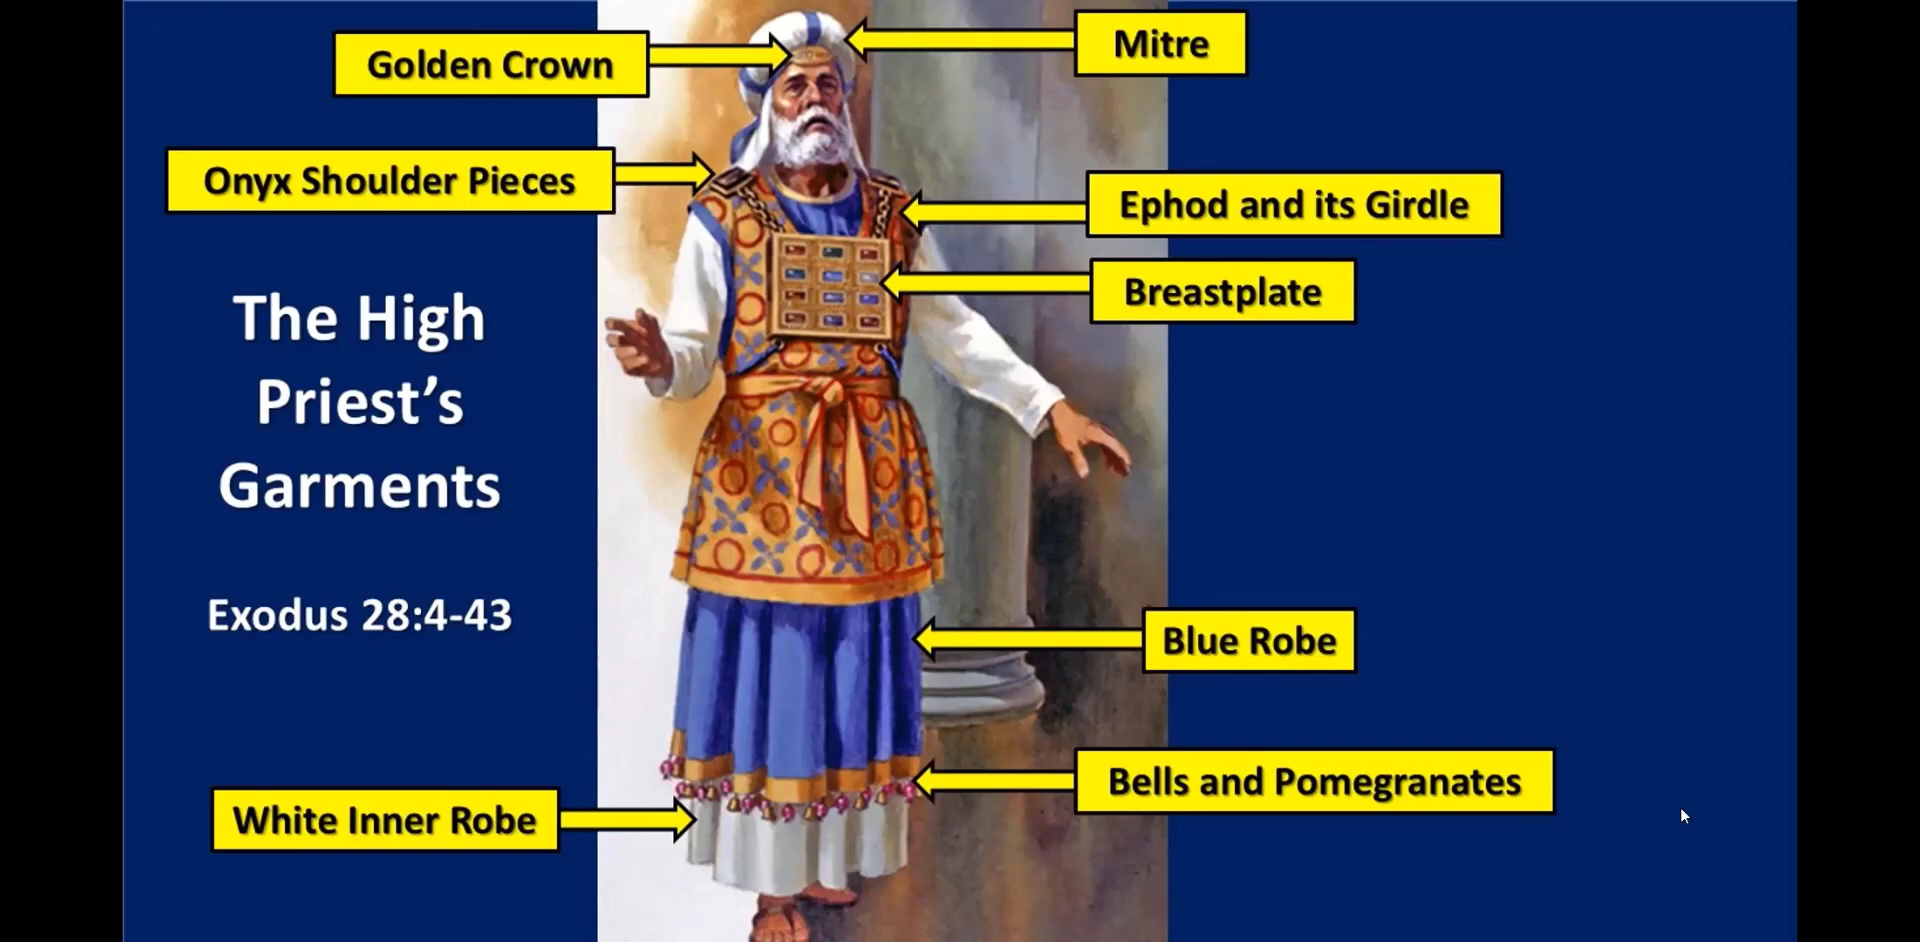 Golden Crown
Mitre
Onyx Shoulder Pieces
Ephod and its Girdle
Breastplate
The High
Priest's
Garments
Exodus 28:4-43
Blue Robe
Bells and Pomegranates
White Inner Robe